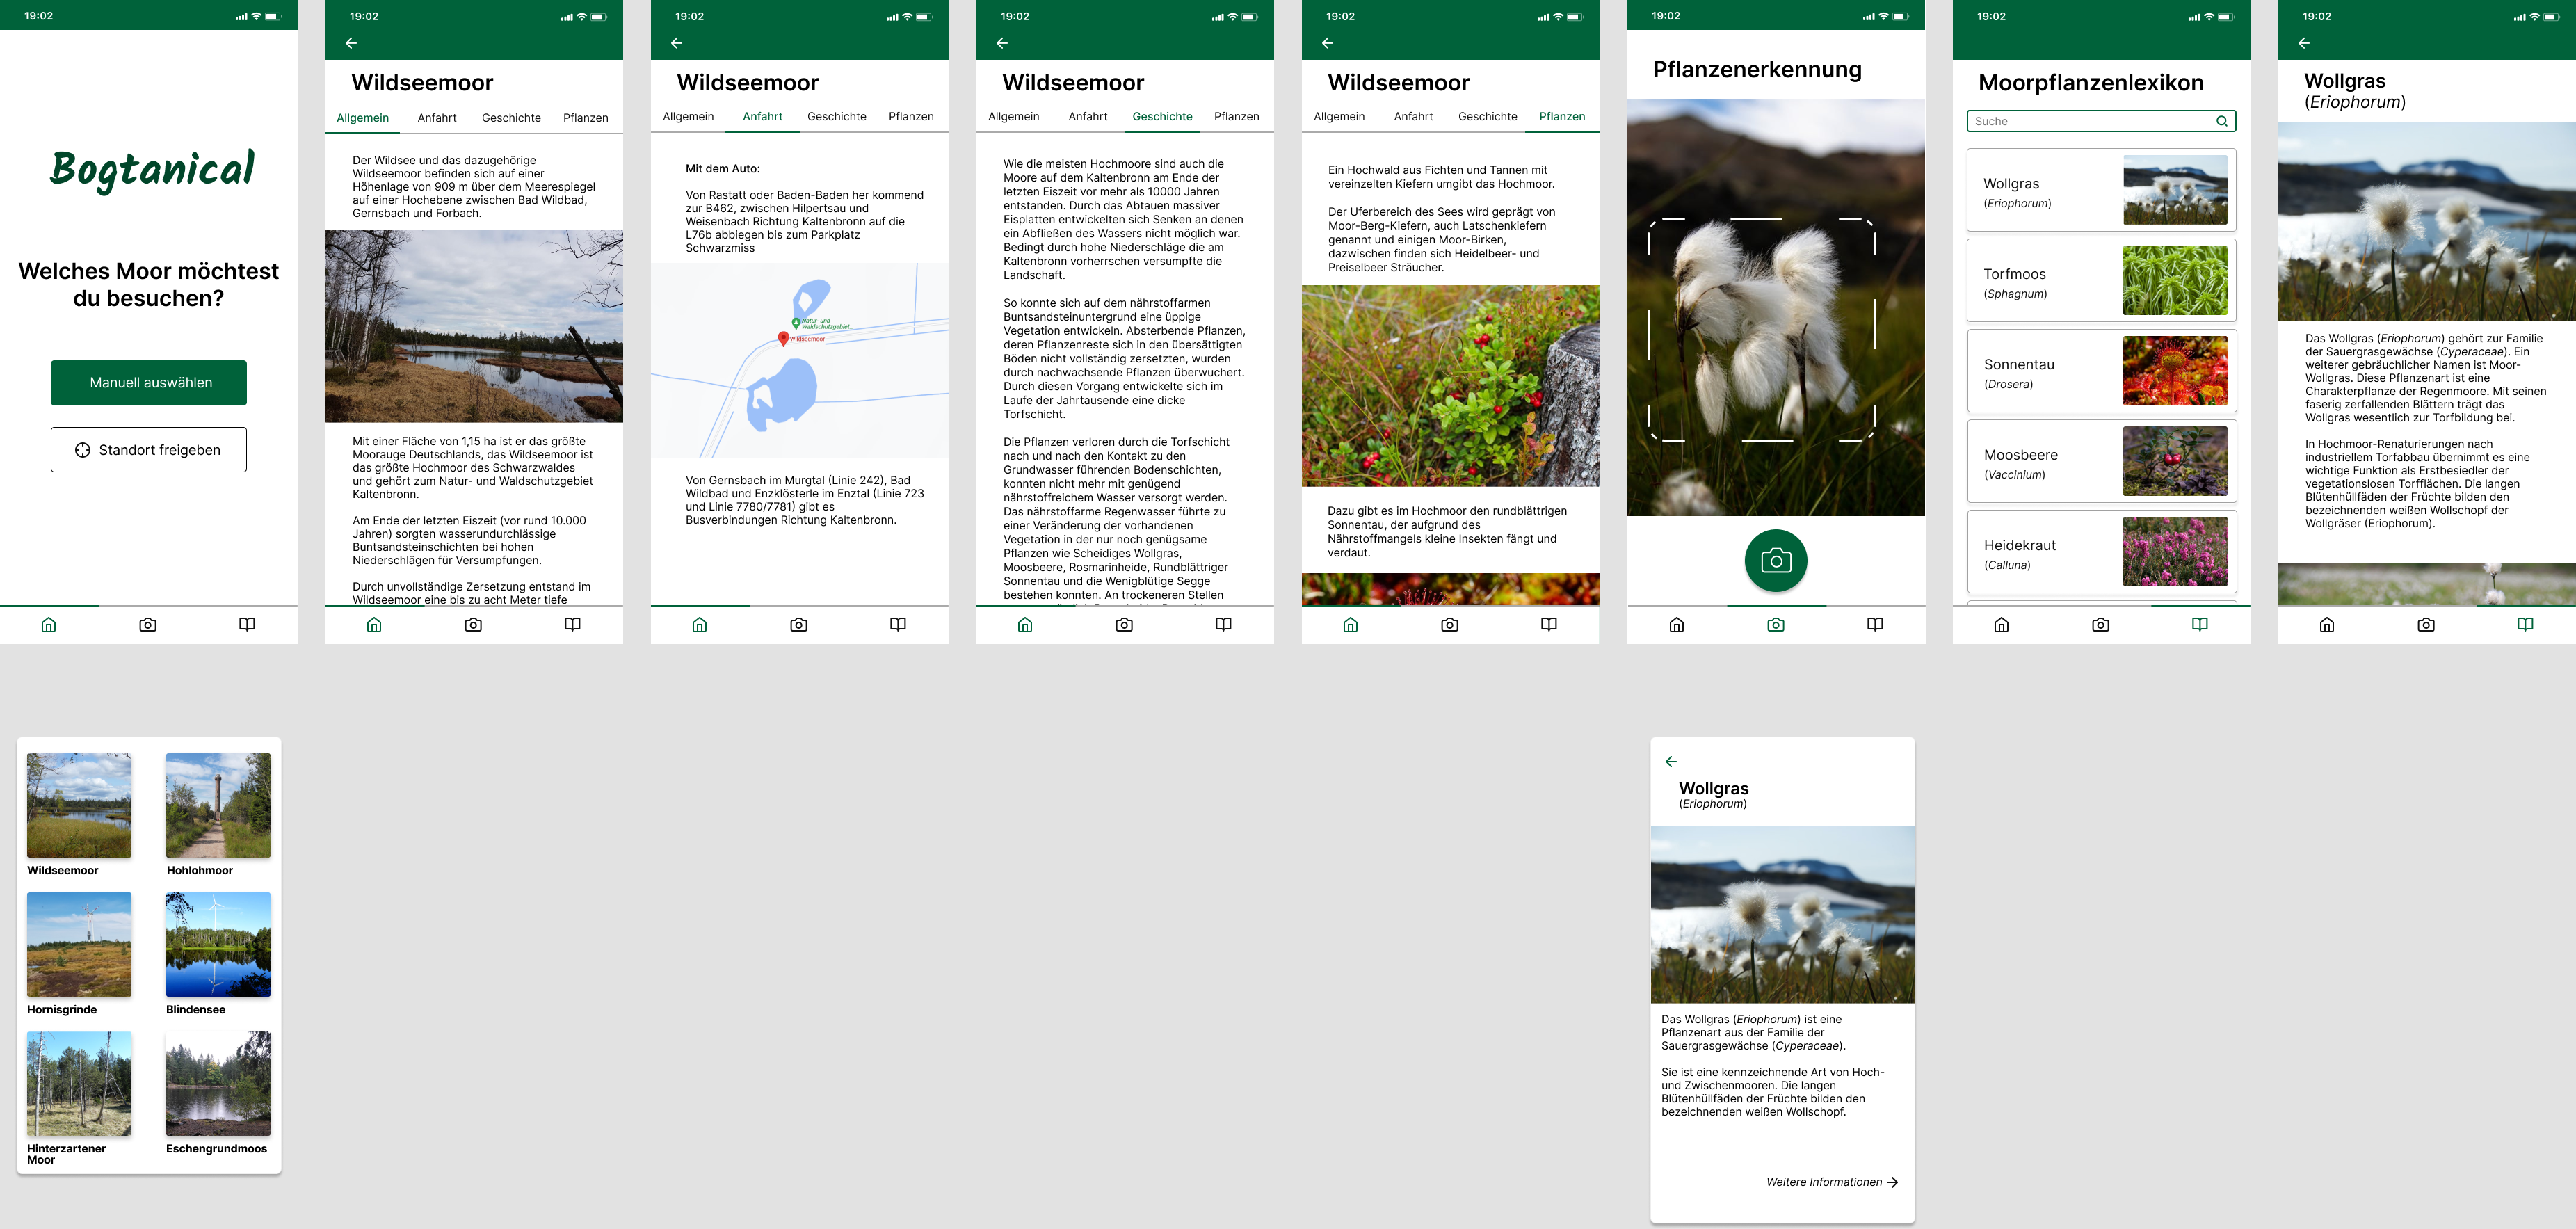 19:02
Bogtanical
Welches Moor möchtest
du besuchen?
Manuell auswählen
Standort freigeben
19:02
Wildseemoor
Allgemein Anfahrt Geschichte Pflanzen
Der Wildsee und das dazugehörige
Wildseemoor befinden sich auf einer
Höhenlage von 909 m über dem Meerespiegel
auf einer Hochebene zwischen Bad Wildbad,
Gernsbach und Forbach.
Mit einer Fläche von 1,15 ha ist er das größte
Moorauge Deutschlands, das Wildseemoor ist
das größte Hochmoor des Schwarzwaldes
und gehört zum Natur- und Waldschutzgebiet
Kaltenbronn.
Am Ende der letzten Eiszeit (vor rund 10.000
Jahren) sorgten wasserundurchlässige
Buntsandsteinschichten bei hohen
Niederschlägen für Versumpfungen.
Durch unvollständige Zersetzung entstand im
Wildseemoor eine bis zu acht Meter tiefe
19:02
Wildseemoor
Allgemein Anfahrt Geschichte Pflanzen
Mit dem Auto:
Von Rastatt oder Baden-Baden her kommend
zur B462, zwischen Hilpertsau und
Weisenbach Richtung Kaltenbronn auf die
L76b abbiegen bis zum Parkplatz
Schwarzmiss
Natur- und
Waldschutzgebiet...
Wildseemoor
Von Gernsbach im Murgtal (Linie 242), Bad
Wildbad und Enzklösterle im Enztal (Linie 723
und Linie 7780/7781) gibt es
Busverbindungen Richtung Kaltenbronn.
19:02
Wildseemoor
Allgemein Anfahrt Geschichte Pflanzen
Wie die meisten Hochmoore sind auch die
Moore auf dem Kaltenbronn am Ende der
letzten Eiszeit vor mehr als 10000 Jahren
entstanden. Durch das Abtauen massiver
Eisplatten entwickelten sich Senken an denen
ein Abfließen des Wassers nicht möglich war.
Bedingt durch hohe Niederschläge die am
Kaltenbronn vorherrschen versumpfte die
Landschaft.
So konnte sich auf dem nährstoffarmen
Buntsandsteinuntergrund eine üppige
Vegetation entwickeln. Absterbende Pflanzen,
deren Pflanzenreste sich in den übersättigten
Böden nicht vollständig zersetzten, wurden
durch nachwachsende Pflanzen überwuchert.
Durch diesen Vorgang entwickelte sich im
Laufe der Jahrtausende eine dicke
Torfschicht.
Die Pflanzen verloren durch die Torfschicht
nach und nach den Kontakt zu den
Grundwasser führenden Bodenschichten,
konnten nicht mehr mit genügend
nährstoffreichem Wasser versorgt werden.
Das nährstoffarme Regenwasser führte zu
einer Veränderung der vorhandenen
Vegetation in der nur noch genügsame
Pflanzen wie Scheidiges Wollgras,
Moosbeere, Rosmarinheide, Rundblättriger
Sonnentau und die Wenigblütige Segge
bestehen konnten. An trockeneren Stellen
19:02
Wildseemoor
Allgemein Anfahrt Geschichte Pflanzen
Ein Hochwald aus Fichten und Tannen mit
vereinzelten Kiefern umgibt das Hochmoor.
Der Uferbereich des Sees wird geprägt von
Moor-Berg-Kiefern, auch Latschenkiefern
genannt und einigen Moor-Birken,
dazwischen finden sich Heidelbeer- und
Preiselbeer Sträucher.
Dazu gibt es im Hochmoor den rundblättrigen
Sonnentau, der aufgrund des
Nährstoffmangels kleine Insekten fängt und
verdaut.
19:02
Pflanzenerkennung
19:02
Moorpflanzenlexikon
Suche
Wollgras
(Eriophorum)
Torfmoos
(Sphagnum)
Sonnentau
(Drosera)
Moosbeere
(Vaccinium)
Heidekraut
(Calluna)
19:02
Wollgras
(Eriophorum)
Das Wollgras (Eriophorum) gehört zur Familie
der Sauergrasgewächse (Cyperaceae). Ein
weiterer gebräuchlicher Namen ist Moor-
Wollgras. Diese Pflanzenart ist eine
Charakterpflanze der Regenmoore. Mit seinen
faserig zerfallenden Blättern trägt das
Wollgras wesentlich zur Torfbildung bei.
In Hochmoor-Renaturierungen nach
industriellem Torfabbau übernimmt es eine
wichtige Funktion als Erstbesiedler der
vegetationslosen Torfflächen. Die langen
Blütenhüllfäden der Früchte bilden den
bezeichnenden weißen Wollschopf der
Wollgräser (Eriophorum).
Wildseemoor
Hohlohmoor
Hornisgrinde
Blindensee
Hinterzartener
Moor
Eschengrundmoos
Wollgras
(Eriophorum)
Das Wollgras (Eriophorum) ist eine
Pflanzenart aus der Familie der
Sauergrasgewächse (Cyperaceae).
Sie ist eine kennzeichnende Art von Hoch-
und Zwischenmooren. Die langen
Blütenhüllfäden der Früchte bilden den
bezeichnenden weißen Wollschopf.
Weitere Informationen